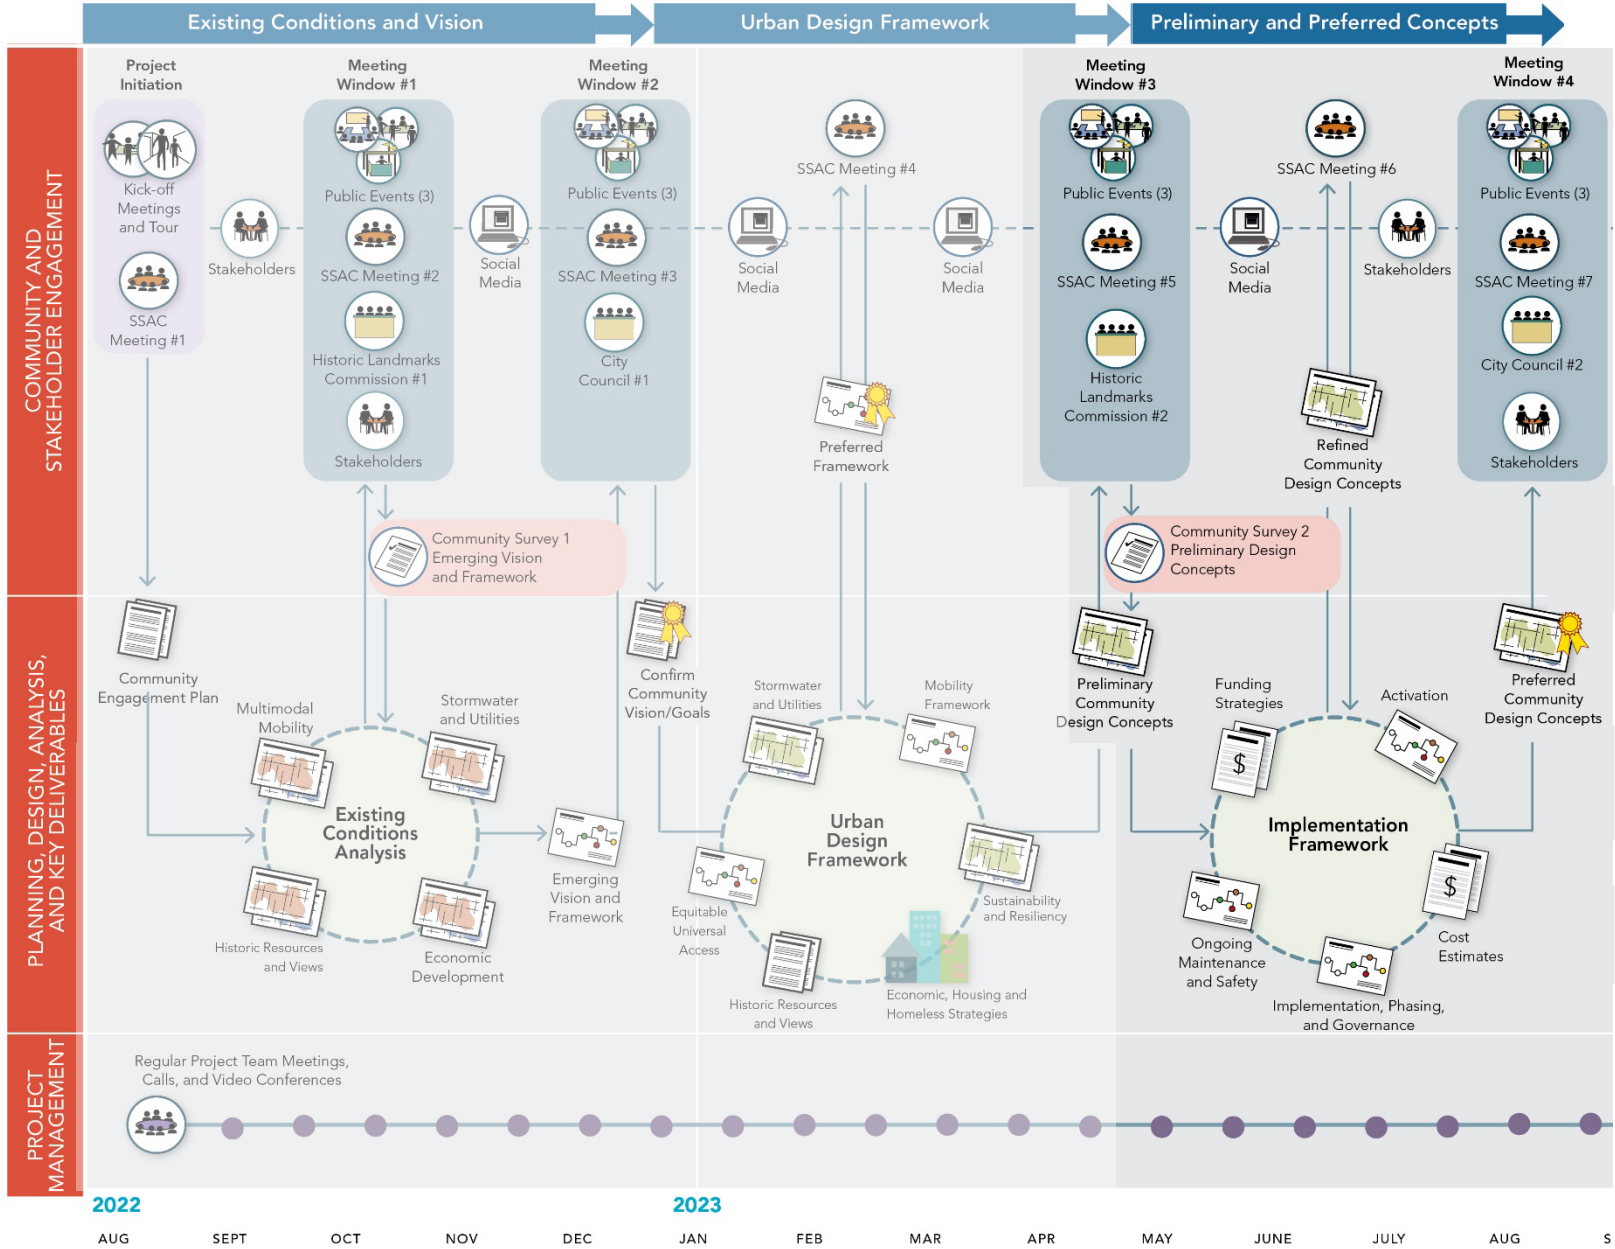 Existing Conditions and Vision
Urban Design Framework
Preliminary and Preferred Concepts
COMMUNITY AND
STAKEHOLDER ENGAGEMENT
Project
Initiation
Kick-off
Meetings
and Tour
SSAC
Meeting #1
Stakeholders
Meeting
Window #1
Public Events (3)
SSAC Meeting #2
Historic Landmarks
Commission #1
Stakeholders
Social
Media
Meeting
Window #2
Public Events (3)
SSAC Meeting #3
City
Council #1
Social
Media
SSAC Meeting #4
Preferred
Framework
Social
Media
Meeting
Window #3
Public Events (3)
SSAC Meeting #5
Historic
Landmarks
Commission #2
Social
Media
SSAC Meeting #6
Refined
Community
Design Concepts
Stakeholders
Meeting
Window #4
Public Events (3)
SSAC Meeting #7
City Council #2
Stakeholders
Community Survey 1
Emerging Vision
and Framework
Community Survey 2
Preliminary Design
Concepts
PLANNING, DESIGN, ANALYSIS,
AND KEY DELIVERABLES
Community
Engagement Plan
Multimodal
Mobility
Stormwater
and Utilities
Existing
Conditions
Analysis
Historic Resources
and Views
Economic
Development
Emerging
Vision and
Framework
Confirm
Community
Vision/Goals
Stormwater
and Utilities
Mobility
Framework
Urban
Design
Framework
Equitable
Universal
Access
Sustainability
and Resiliency
Historic Resources
and Views
Economic, Housing and
Homeless Strategies
Preliminary
Community
Design Concepts
Funding
Strategies
$
Activation
Implementation
Framework
Ongoing
Maintenance
and Safety
$
Cost
Estimates
Implementation, Phasing,
and Governance
Preferred
Community
Design Concepts
PROJECT
MANAGEMENT
Regular Project Team Meetings,
Calls, and Video Conferences
2022
2023
AUG SEPT OCT NOV DEC JAN FEB MAR APR MAY JUNE JULY AUG S